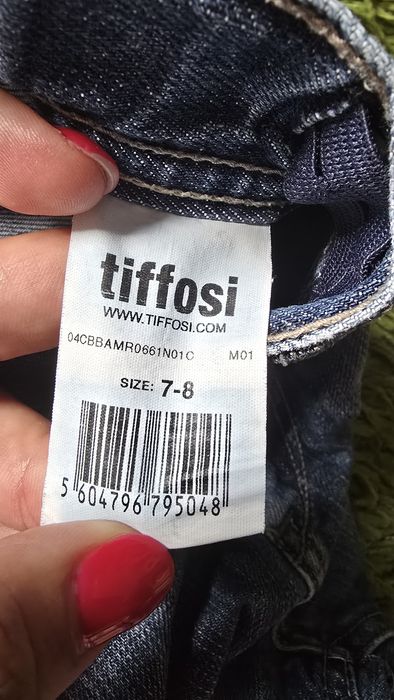 tiffosi
WWW.TIFFOSI.COM
04CBBAMR0661N01C M01
SIZE: 7-8
5 604796 795048